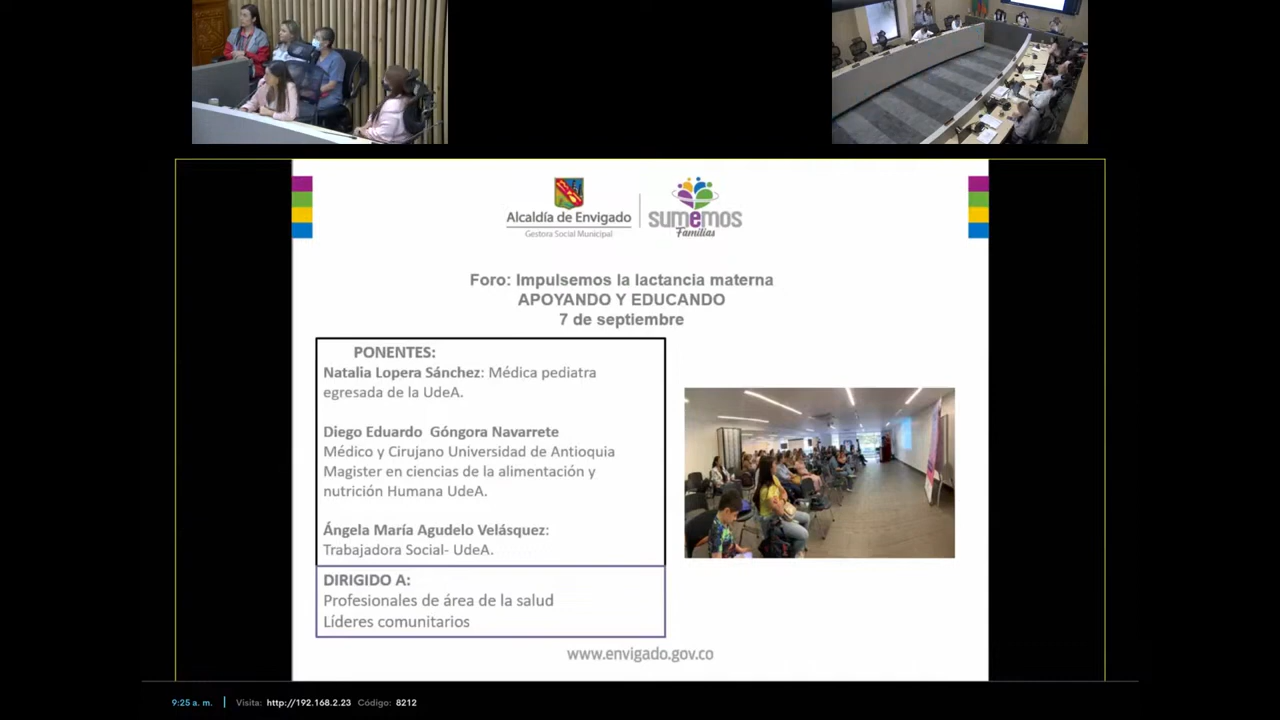 Alcaldía de Envigado
Gestora Social Municipal
sumemos
Familias
Foro: Impulsemos la lactancia materna
APOYANDO Y EDUCANDO
7 de septiembre
PONENTES:
Natalia Lopera Sánchez: Médica pediatra
egresada de la UdeA.
Diego Eduardo Góngora Navarrete
Médico y Cirujano Universidad de Antioquia
Magister en ciencias de la alimentación y
nutrición Humana UdeA.
Ángela María Agudelo Velásquez:
Trabajadora Social- UdeA.
DIRIGIDO A:
Profesionales de área de la salud
Líderes comunitarios
www.envigado.gov.co
9:25 a. m. | Visita: http://192.168.2.23 Código: 8212